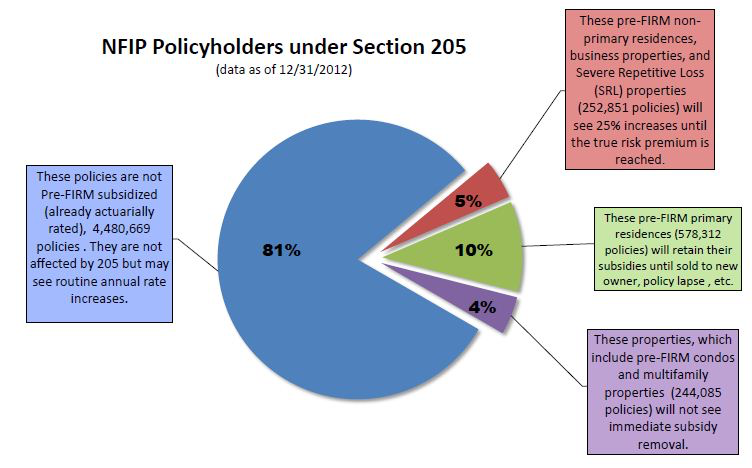 NFIP Policyholders under Section 205
(data as of 12/31/2012)
These pre-FIRM non-
primary residences,
business properties, and
Severe Repetitive Loss
(SRL) properties
(252,851 policies) will
see 25% increases until
the true risk premium is
reached.
These policies are not
Pre-FIRM subsidized
(already actuarially
rated), 4,480,669
policies . They are not
affected by 205 but may
see routine annual rate
increases.
81%
5%
10%
4%
These pre-FIRM primary
residences (578,312
policies) will retain their
subsidies until sold to new
owner, policy lapse , etc.
These properties, which
include pre-FIRM condos
and multifamily
properties (244,085
policies) will not see
immediate subsidy
removal.